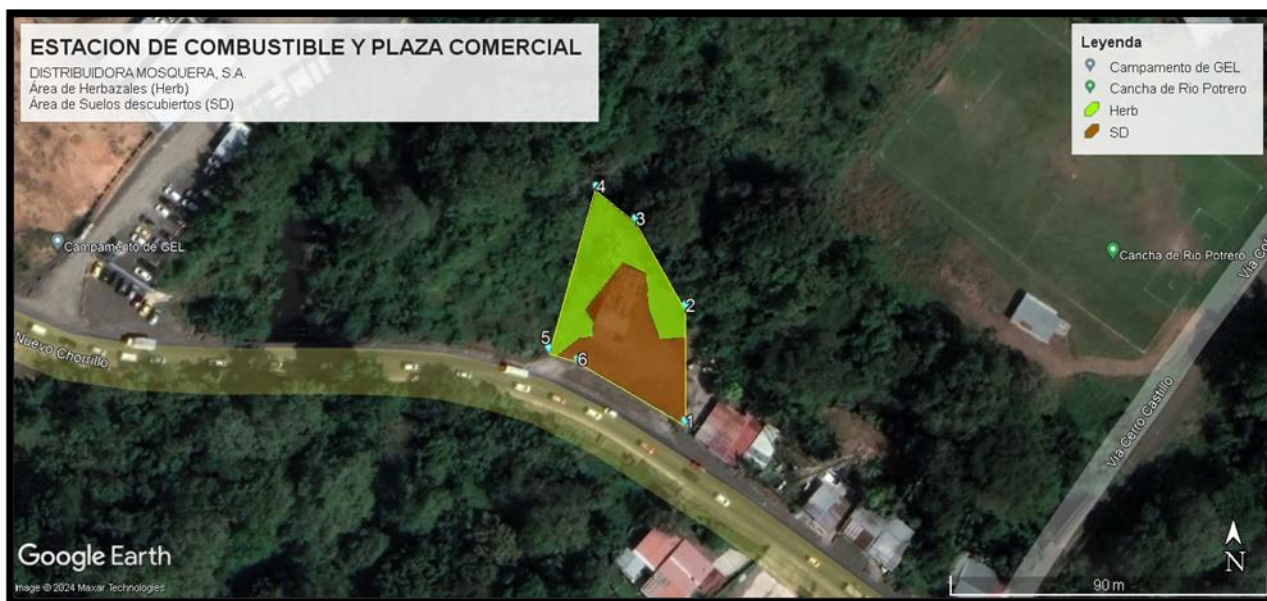 ESTACION DE COMBUSTIBLE Y PLAZA COMERCIAL
DISTRIBUIDORA MOSQUERA, S.A.
Área de Herbazales (Herb)
Área de Suelos descubiertos (SD)
Leyenda
Campamento de GEL
Cancha de Rio Potrero
Herb
SD
4
3
Campamento de GEL
Cancha de Rio Potrero
2
5
6
Nuevo Chorrillo
1
Via Cerro Castillo
Google Earth
Image © 2024 Maxar Technologies
N
90 m